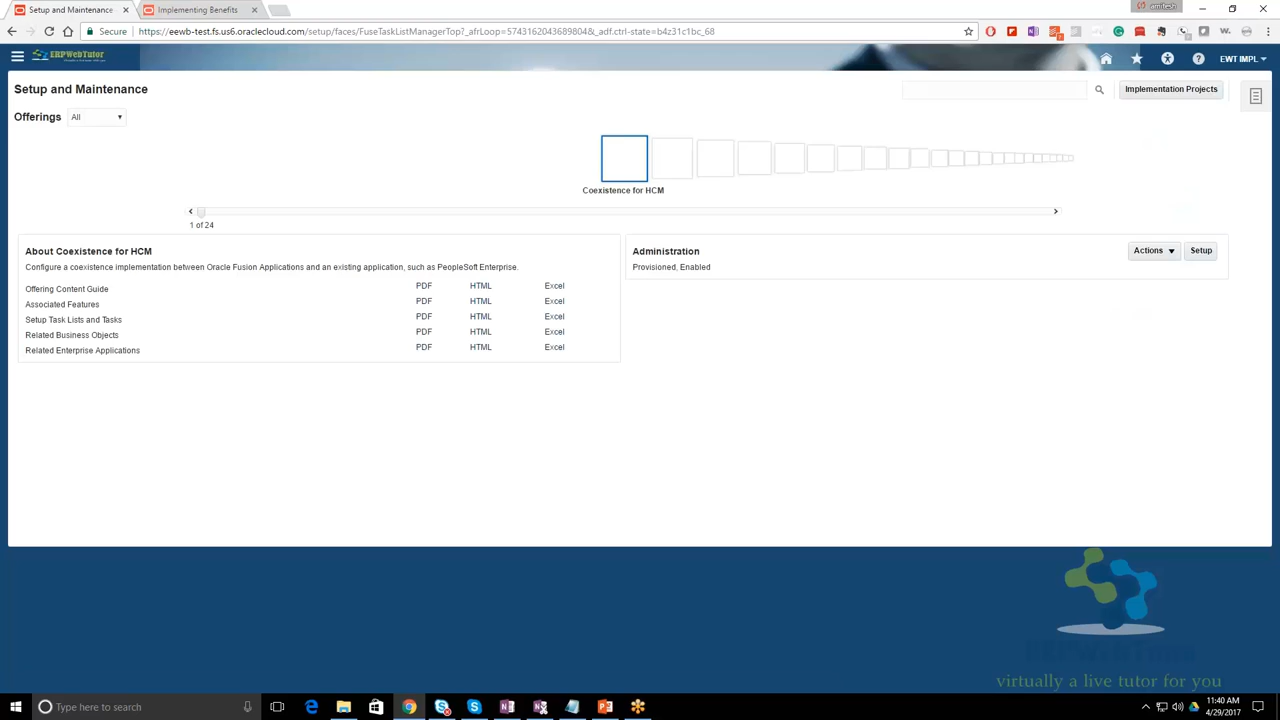 Setup and Maintenance
Implementing Benefits
amitesh
Secure
https://eewb-test.fs.us6.oraclecloud.com/setup/faces/FuseTaskListManagerTop?_afrLoop=5743162043689804&_adf.ctrl-state=b4z31c1bc_68
ERPWebTutor
EWT IMPL
Setup and Maintenance
Implementation Projects
Offerings All
Coexistence for HCM
1 of 24
About Coexistence for HCM
Configure a coexistence implementation between Oracle Fusion Applications and an existing application, such as PeopleSoft Enterprise.
Offering Content Guide PDF HTML Excel
Associated Features PDF HTML Excel
Setup Task Lists and Tasks PDF HTML Excel
Related Business Objects PDF HTML Excel
Related Enterprise Applications PDF HTML Excel
Administration
Actions Setup
Provisioned, Enabled
virtually a live tutor for you
Type here to search
11:40 AM
4/29/2017